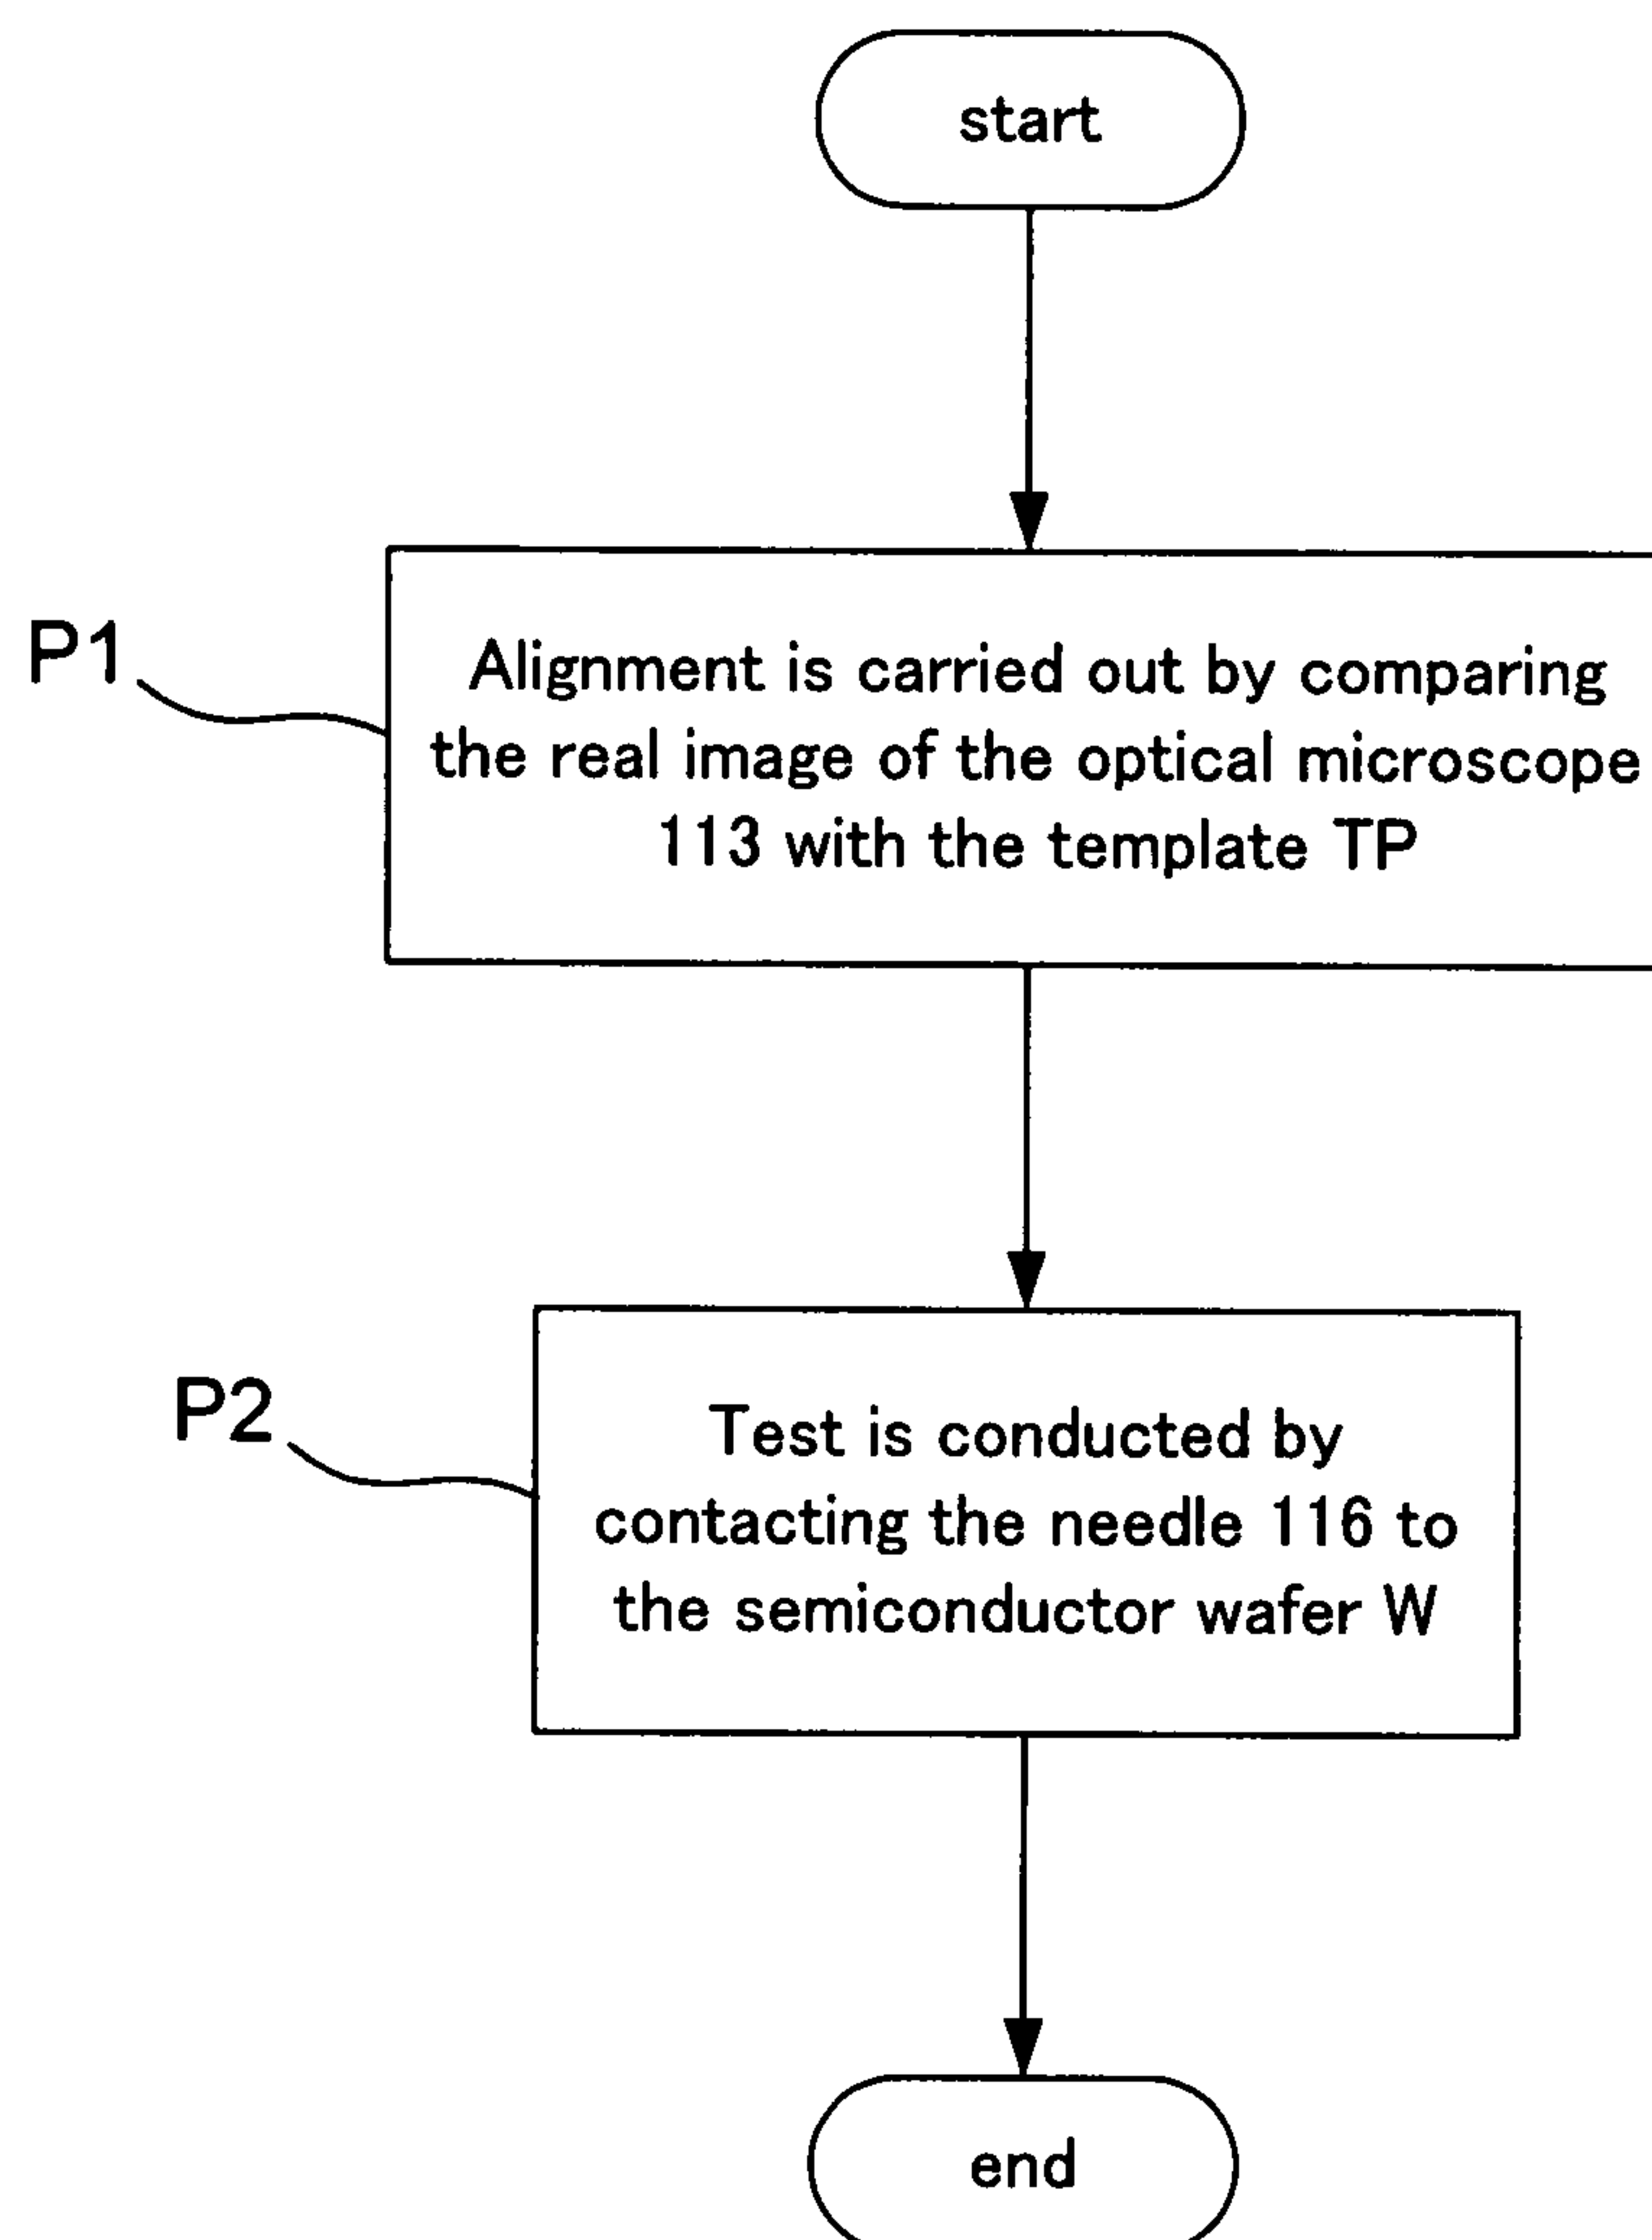 start
P1
Alignment is carried out by comparing
the real image of the optical microscope
113 with the template TP
P2
Test is conducted by
contacting the needle 116 to
the semiconductor wafer W
end